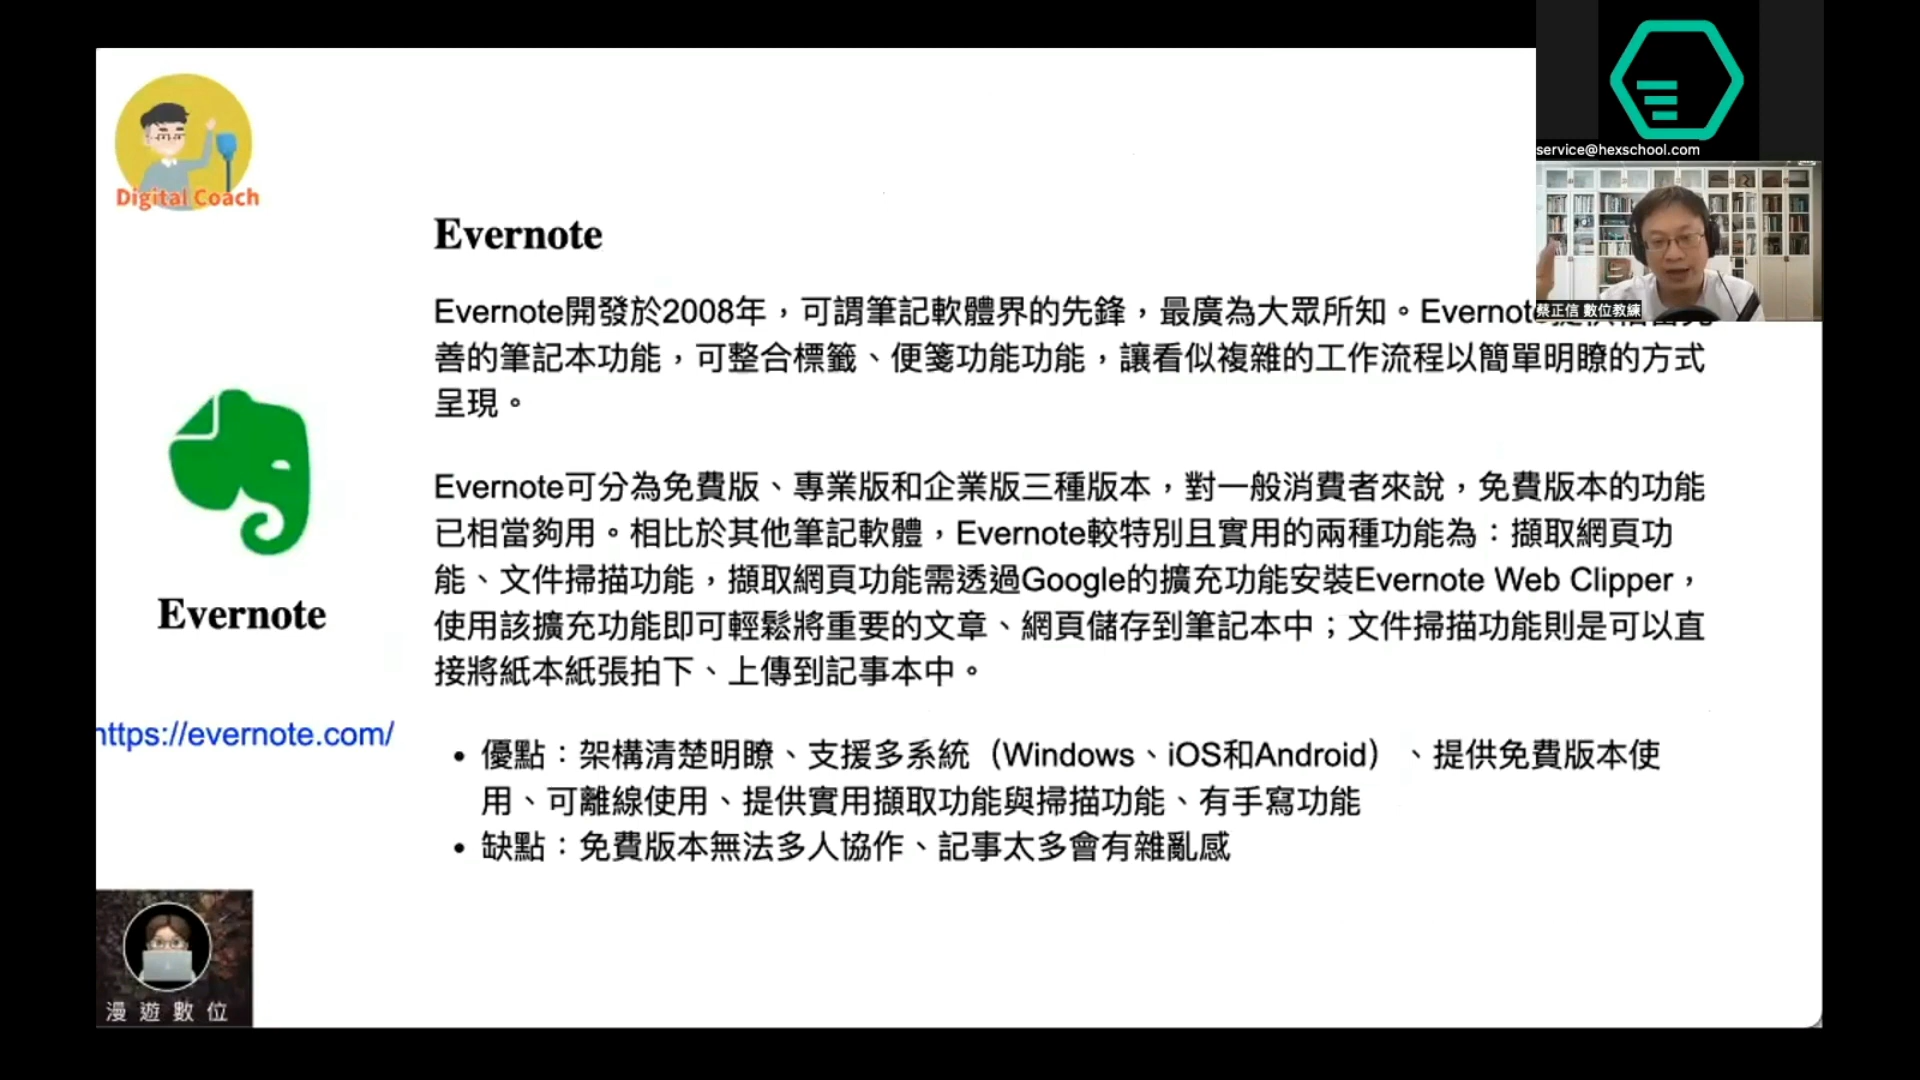 service@hexschool.com
蔡正信 數位教練
Digital Coach
Evernote
Evernote開發於2008年，可謂筆記軟體界的先鋒，最廣為大眾所知。Evernote
善的筆記本功能，可整合標籤、便箋功能功能，讓看似複雜的工作流程以簡單明瞭的方式
呈現。
Evernote可分為免費版、專業版和企業版三種版本，對一般消費者來說，免費版本的功能
已相當夠用。相比於其他筆記軟體，Evernote較特別且實用的兩種功能為：擷取網頁功
能、文件掃描功能，擷取網頁功能需透過Google的擴充功能安裝Evernote Web Clipper，
使用該擴充功能即可輕鬆將重要的文章、網頁儲存到筆記本中；文件掃描功能則是可以直
接將紙本紙張拍下、上傳到記事本中。
• 優點：架構清楚明瞭、支援多系統（Windows、iOS和Android）、提供免費版本使
用、可離線使用、提供實用擷取功能與掃描功能、有手寫功能
• 缺點：免費版本無法多人協作、記事太多會有雜亂感
Evernote
https://evernote.com/
漫遊數位